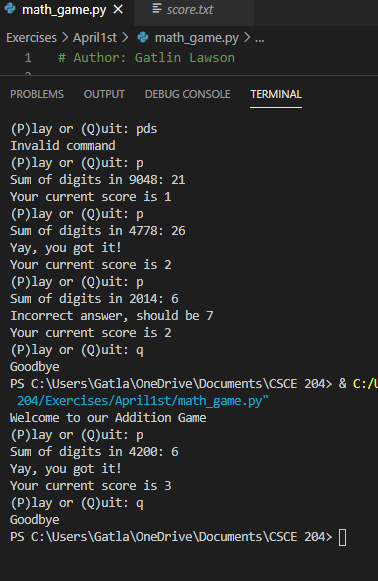 math_game.py X score.txt
Exercises > April1st > math_game.py > ...
1 # Author: Gatlin Lawson
PROBLEMS OUTPUT DEBUG CONSOLE TERMINAL
(P)lay or (Q)uit: pds
Invalid command
(P)lay or (Q)uit: p
Sum of digits in 9048: 21
Your current score is 1
(P)lay or (Q)uit: p
Sum of digits in 4778: 26
Yay, you got it!
Your current score is 2
(P)lay or (Q)uit: p
Sum of digits in 2014: 6
Incorrect answer, should be 7
Your current score is 2
(P)lay or (Q)uit: q
Goodbye
PS C:\Users\Gatla\OneDrive\Documents\CSCE 204> & C:/U
204/Exercises/April1st/math_game.py"
Welcome to our Addition Game
(P)lay or (Q)uit: p
Sum of digits in 4200: 6
Yay, you got it!
Your current score is 3
(P)lay or (Q)uit: q
Goodbye
PS C:\Users\Gatla\OneDrive\Documents\CSCE 204>